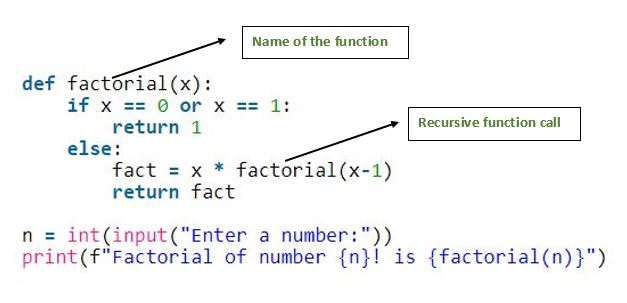 Name of the function
def factorial(x):
    if x == 0 or x == 1:
        return 1
Recursive function call
    else:
        fact = x * factorial(x-1)
        return fact
n = int(input("Enter a number:"))
print(f"Factorial of number {n}! is {factorial(n)}")